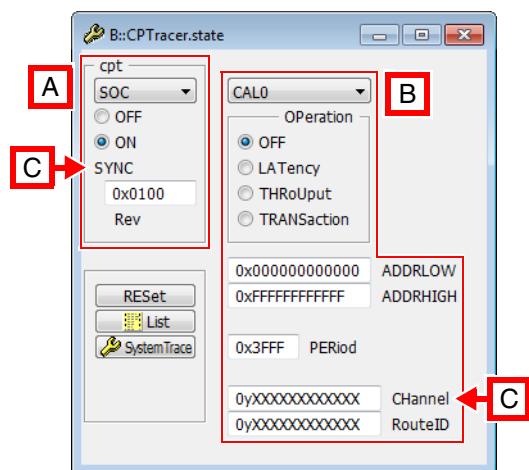 B::CPTracer.state
A
cpt
SOC
OFF
ON
SYNC
0x0100
Rev
C
RESet
List
SystemTrace
B
CAL0
OPeration
OFF
LATency
THRoUput
TRANSaction
0x000000000000 ADDRLOW
0xFFFFFFFFFFFF ADDRHIGH
0x3FFF PERiod
0yXXXXXXXXXXXX CHannel
C
0yXXXXXXXXXXXX RouteID